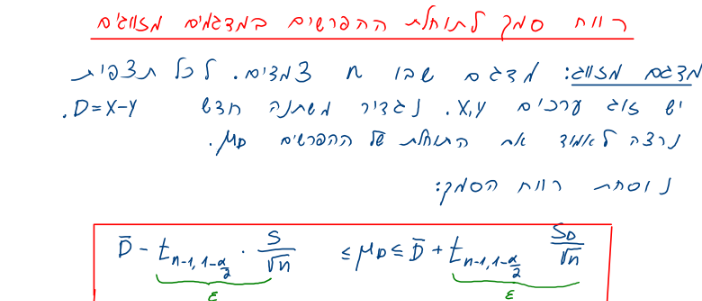 רווח סמך לתוחלת ההפרשים במדגמים מזווגים
מדגם מזווג: מדגם שבו n צמדים. לכל תצפית
יש זוג ערכים X,Y. נגדיר משתנה חדש D=X-Y.
נרצה לאמוד את התוחלת של ההפרשים μD.
נוסחת רווח הסמך:
D̄ - t_{n-1, 1-α/2} · S/√n ≤ μD ≤ D̄ + t_{n-1, 1-α/2} SD/√n
ε ε